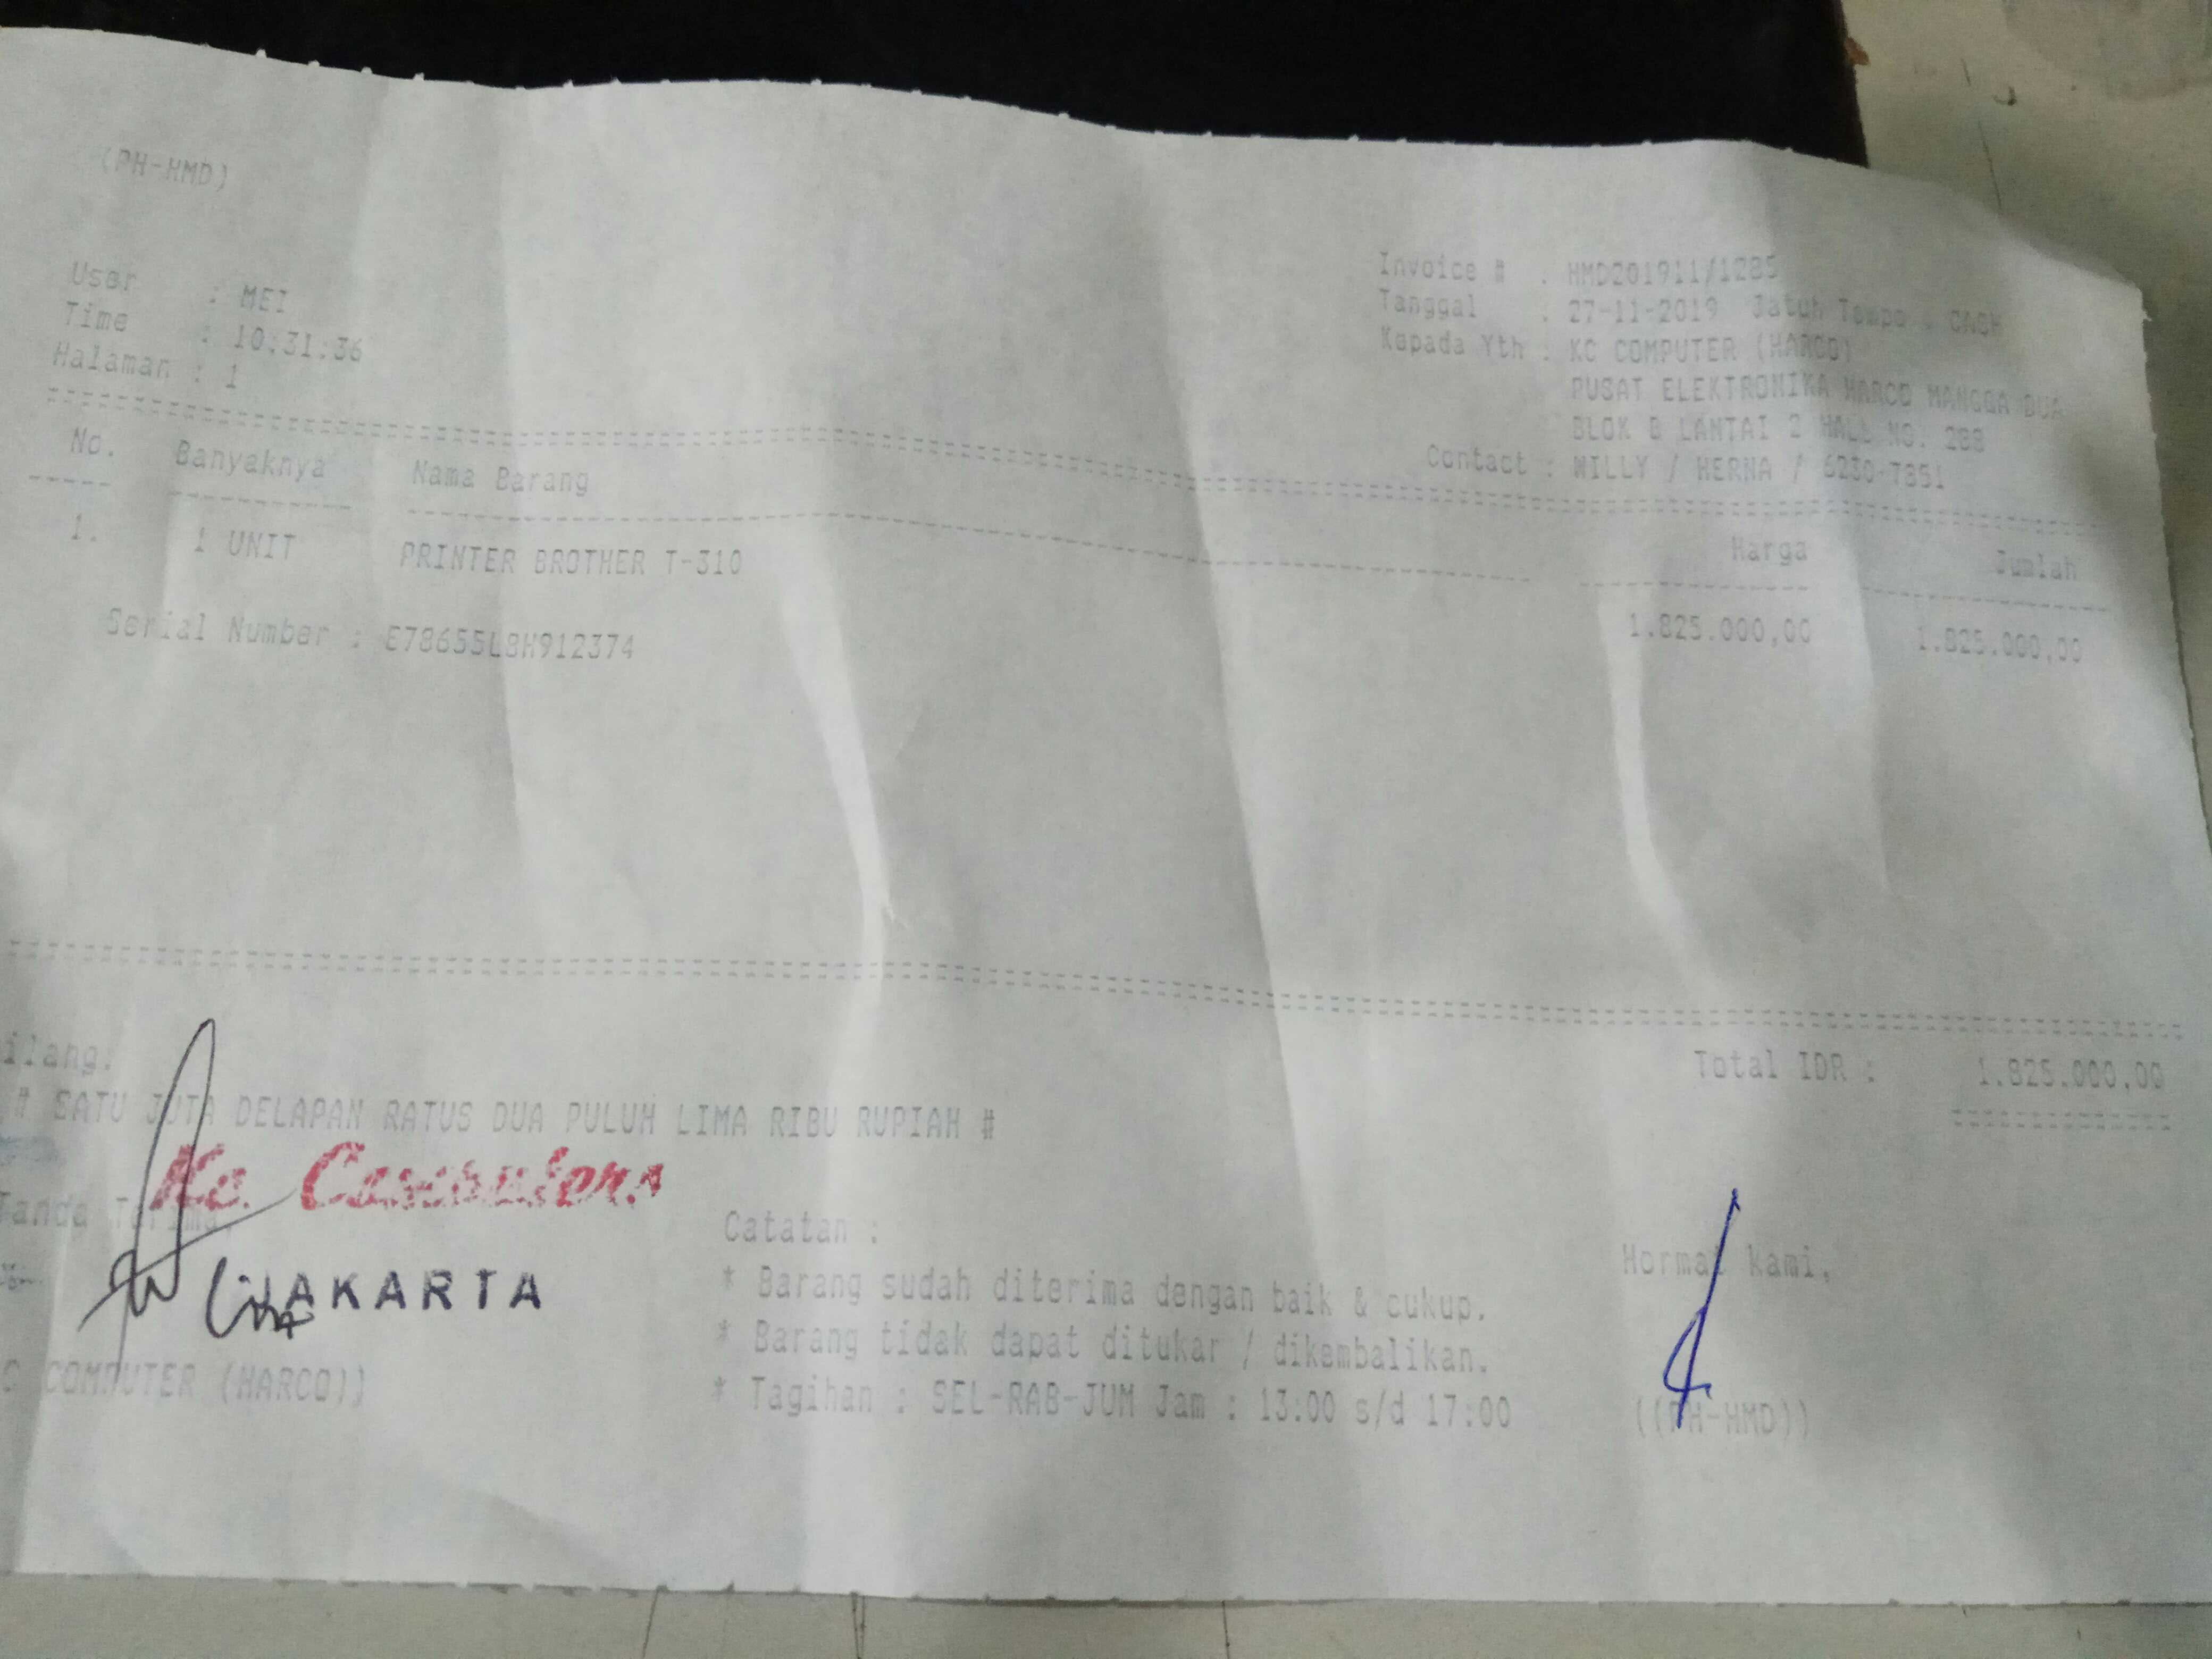 (PH-HMD)
User : MEI
Time : 10:31:36
Halaman : 1
Invoice # : HMD201911/1285
Tanggal : 27-11-2019 Jatuh Tempo : CASH
Kepada Yth : KC COMPUTER (HARCO)
PUSAT ELEKTRONIKA HARCO MANGGA DUA
BLOK B LANTAI 2 HALL NO. 288
Contact : WILLY / HERNA / 6230-7851
No. Banyaknya Nama Barang Harga Jumlah
1. 1 UNIT PRINTER BROTHER T-310 1.825.000,00 1.825.000,00
Serial Number : E78655L8H912374
ilang.
Total IDR : 1.825.000,00
# SATU JUTA DELAPAN RATUS DUA PULUH LIMA RIBU RUPIAH #
Kc. Computer
JAKARTA
Tanda Terima,
C COMPUTER (HARCO))
Catatan :
* Barang sudah diterima dengan baik & cukup.
* Barang tidak dapat ditukar / dikembalikan.
* Tagihan : SEL-RAB-JUM Jam : 13:00 s/d 17:00
Hormat kami,
((PH-HMD))